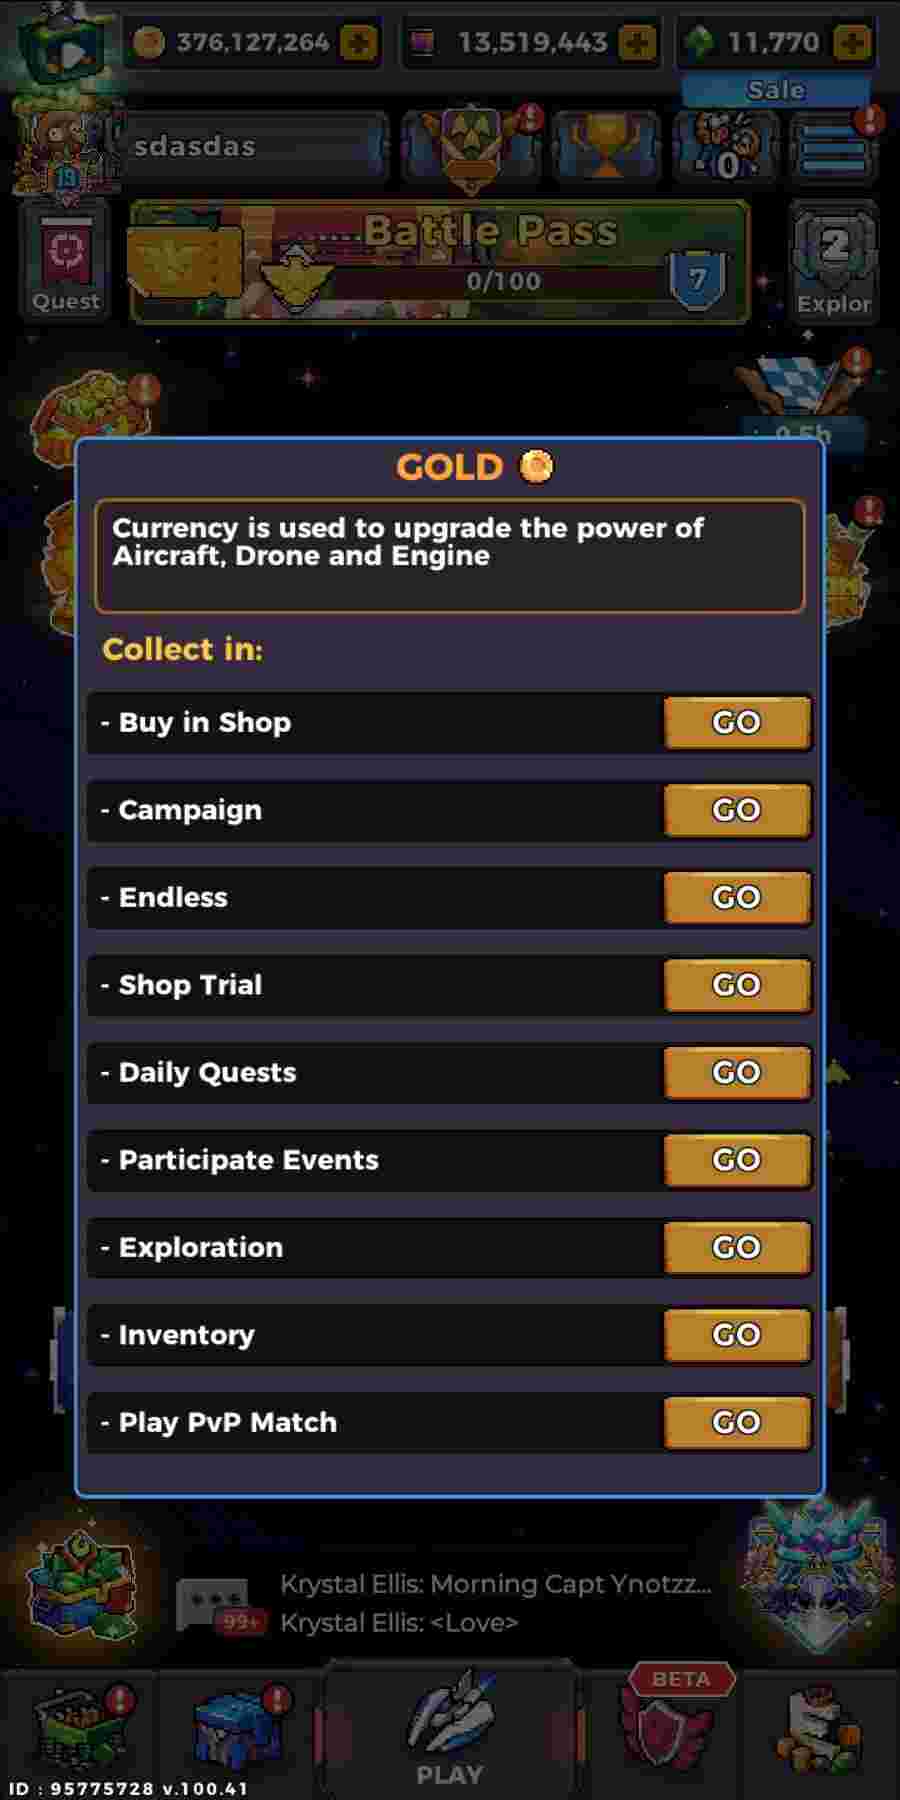 376,127,264
13,519,443
11,770
Sale
sdasdas
19
0
Quest
Battle Pass
0/100
7
2
Explor
9.5h
GOLD
Currency is used to upgrade the power of
Aircraft, Drone and Engine
Collect in:
- Buy in Shop GO
- Campaign GO
- Endless GO
- Shop Trial GO
- Daily Quests GO
- Participate Events GO
- Exploration GO
- Inventory GO
- Play PvP Match GO
Krystal Ellis: Morning Capt Ynotzz...
99+
Krystal Ellis: <Love>
BETA
PLAY
ID : 95775728 v.100.41